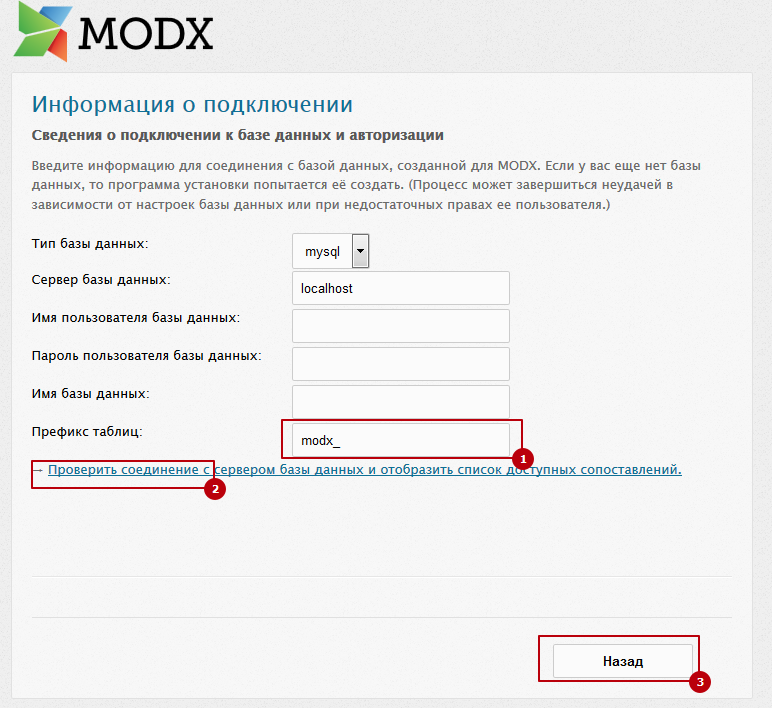 MODX
Информация о подключении
Сведения о подключении к базе данных и авторизации
Введите информацию для соединения с базой данных, созданной для MODX. Если у вас еще нет базы
данных, то программа установки попытается её создать. (Процесс может завершиться неудачей в
зависимости от настроек базы данных или при недостаточных правах ее пользователя.)
Тип базы данных: mysql
Сервер базы данных: localhost
Имя пользователя базы данных:
Пароль пользователя базы данных:
Имя базы данных:
Префикс таблиц: modx_
1
→ Проверить соединение с сервером базы данных и отобразить список доступных сопоставлений.
2
Назад
3